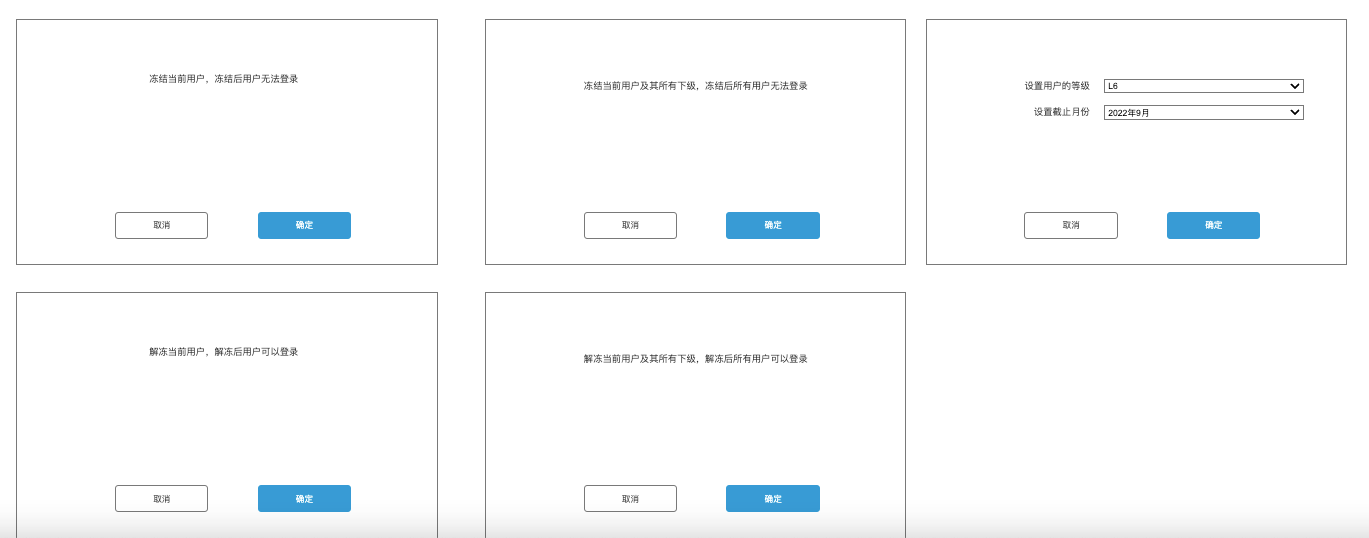 冻结当前用户，冻结后用户无法登录
取消
确定
冻结当前用户及其所有下级，冻结后所有用户无法登录
取消
确定
设置用户的等级
L6
设置截止月份
2022年9月
取消
确定
解冻当前用户，解冻后用户可以登录
取消
确定
解冻当前用户及其所有下级，解冻后所有用户可以登录
取消
确定